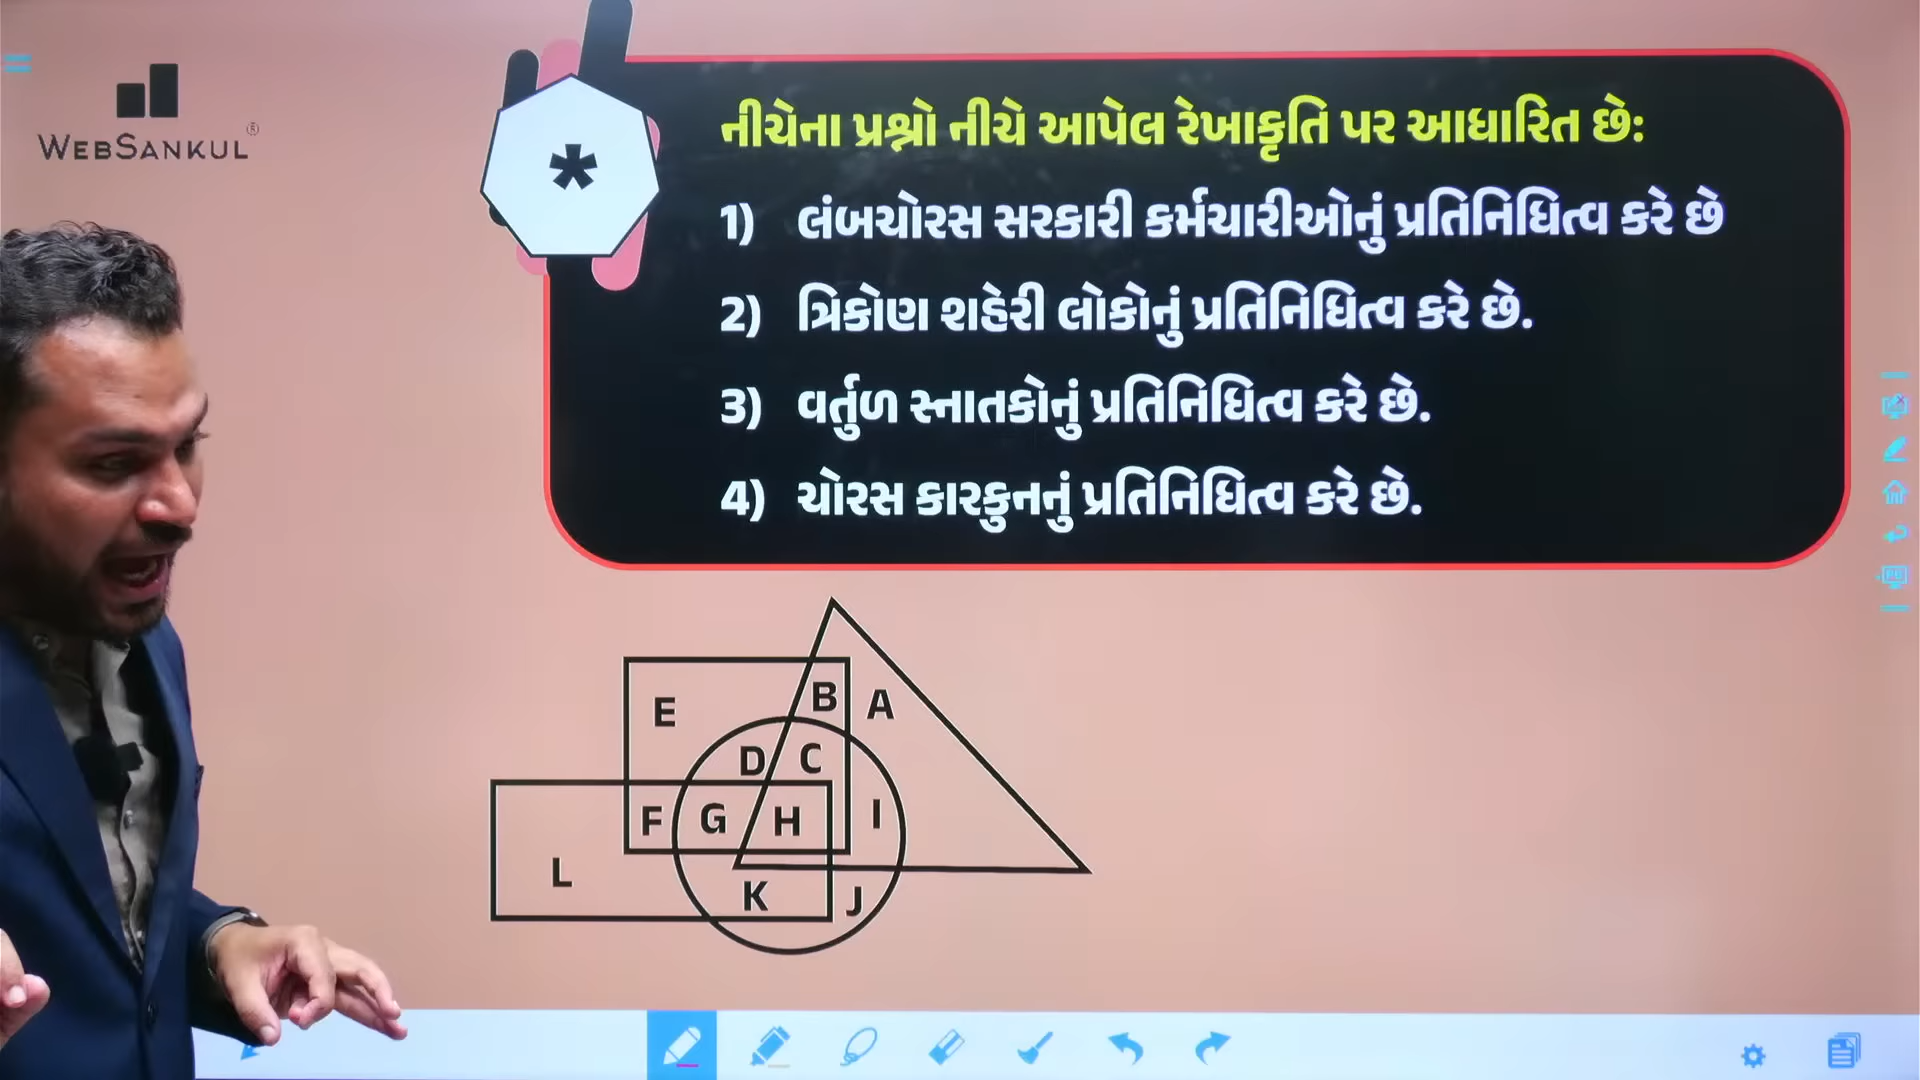 WEBSANKUL®
*
નીચેના પ્રશ્નો નીચે આપેલ રેખાકૃતિ પર આધારિત છે:
1) લંબચોરસ સરકારી કર્મચારીઓનું પ્રતિનિધિત્વ કરે છે
2) ત્રિકોણ શહેરી લોકોનું પ્રતિનિધિત્વ કરે છે.
3) વર્તુળ સ્નાતકોનું પ્રતિનિધિત્વ કરે છે.
4) ચોરસ કારકુનનું પ્રતિનિધિત્વ કરે છે.
E B A
D C
F G H I
L K J